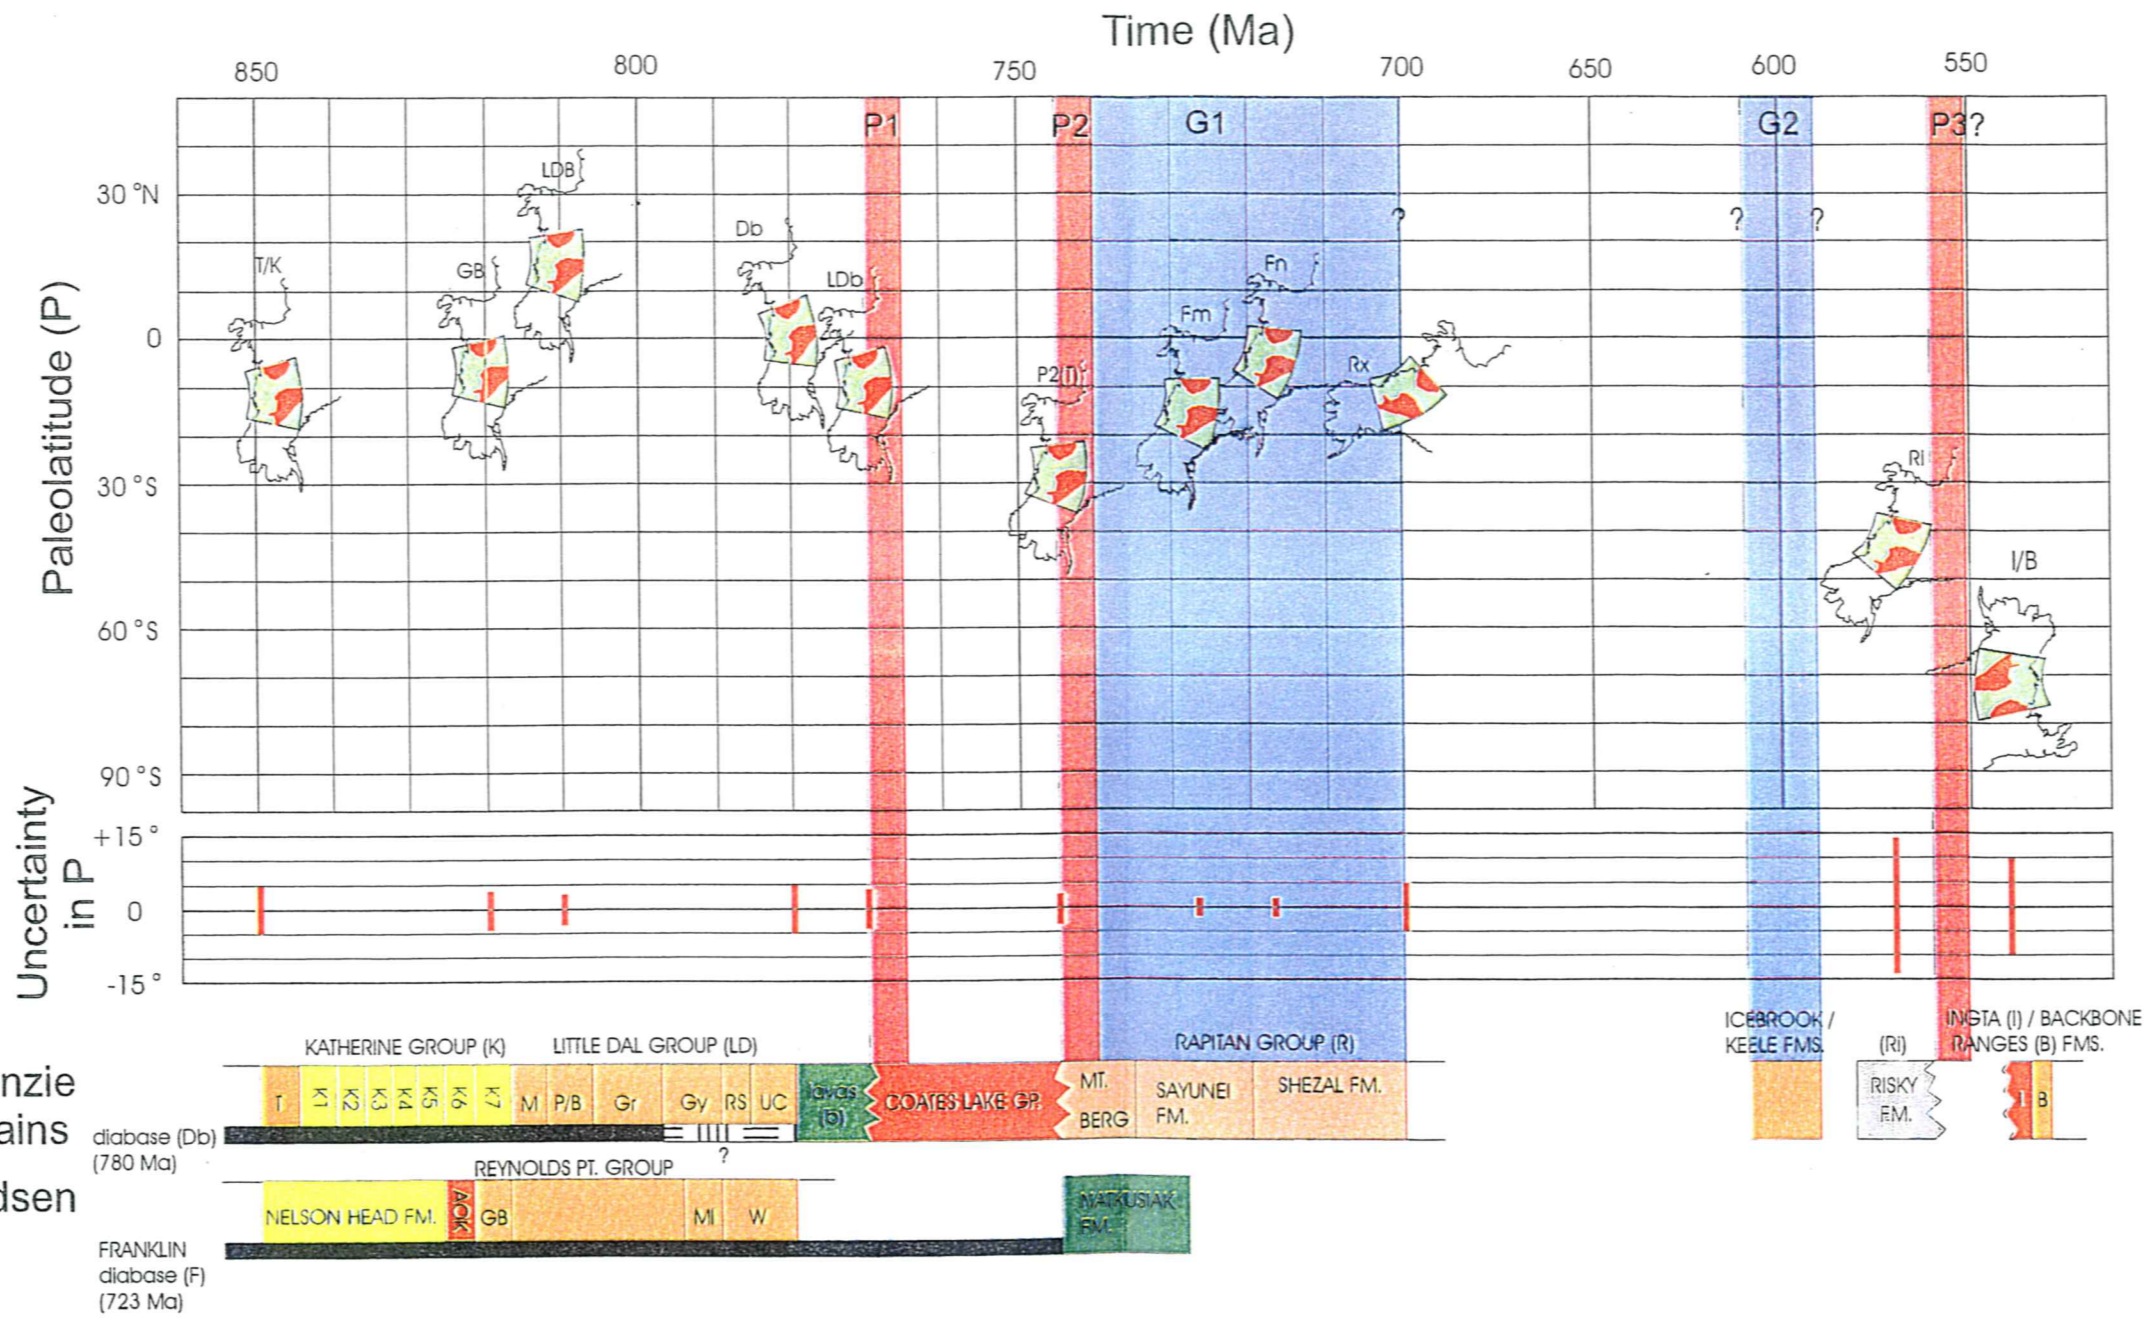 Time (Ma)
850 800 750 700 650 600 550
P1 P2 G1 G2 P3?
30 °N
0
30 °S
60 °S
90 °S
Paleolatitude (P)
T/K
GB
LDB
Db
LDb
P2(I)
Fm
Fn
Rx
RI
I/B
? ? ?
Uncertainty
in P
+15 °
0
-15 °
KATHERINE GROUP (K) LITTLE DAL GROUP (LD) RAPITAN GROUP (R)
ICEBROOK /
KEELE FMS.
(Ri)
INGTA (I) / BACKBONE
RANGES (B) FMS.
nzie
ains
T K1 K2 K3 K4 K5 K6 K7 M P/B Gr Gy RS UC
lavas
(b)
COATES LAKE GP.
MT.
BERG
SAYUNEI
FM.
SHEZAL FM.
RISKY
FM.
I B
diabase (Db)
(780 Ma)
?
REYNOLDS PT. GROUP
dsen
NELSON HEAD FM. AOK GB MI W
NATKUSIAK
FM.
FRANKLIN
diabase (F)
(723 Ma)